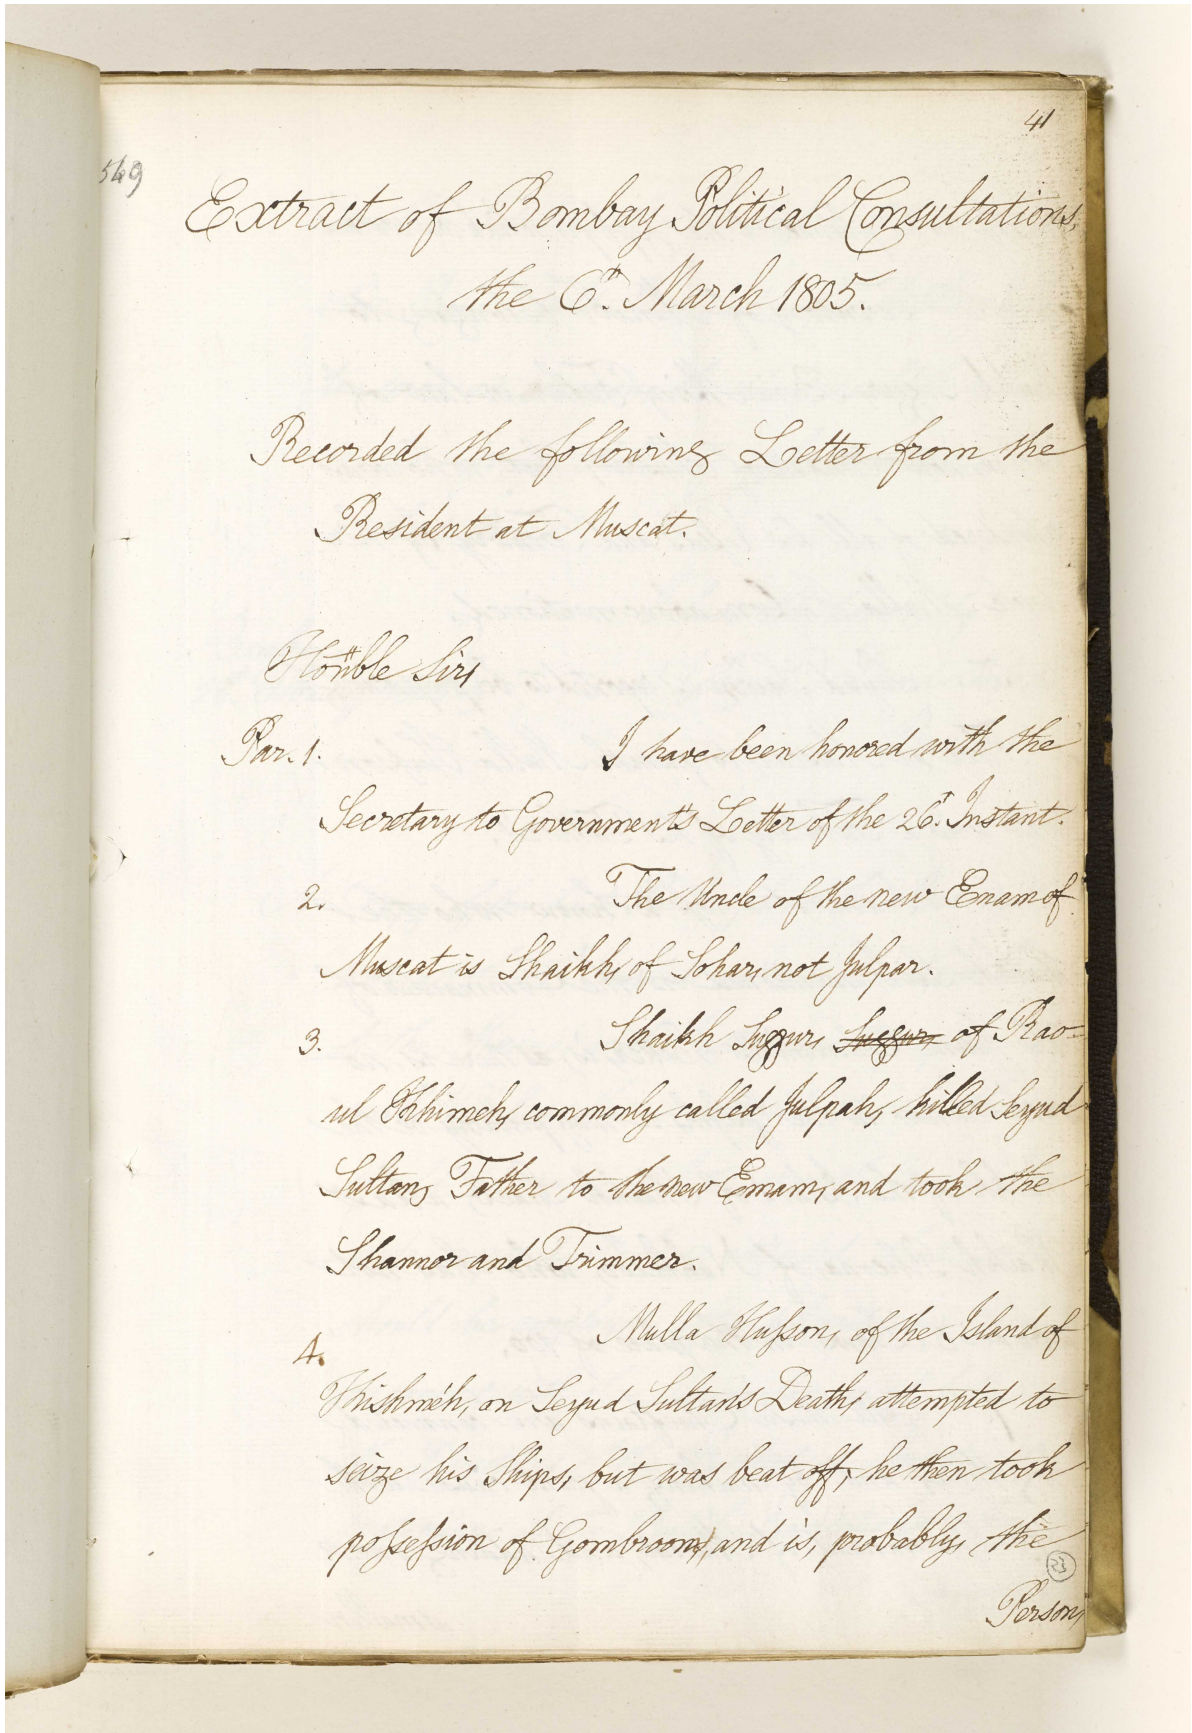 41
549
Extract of Bombay Political Consultations,
the 6th. March 1805.
Recorded the following Letter from the
Resident at Muscat.
Honble Sir,
Par. 1. I have been honored with the
Secretary to Government's Letter of the 26th. Instant.
2. The Uncle of the new Enam of
Muscat is Shaikh, of Sohar, not Julpar.
3. Shaikh Suggur, Suggur, of Rao-
ul Khimeh, commonly called Julpah, killed Seyud
Sultan, Father to the new Emam, and took the
Shannor and Trimmer.
4. Mulla Husson, of the Island of
Khishmeh, on Seyud Sultan's Death, attempted to
seize his Ships, but was beat off; he then took
possession of Gombroon, and is, probably, the
23
Person,